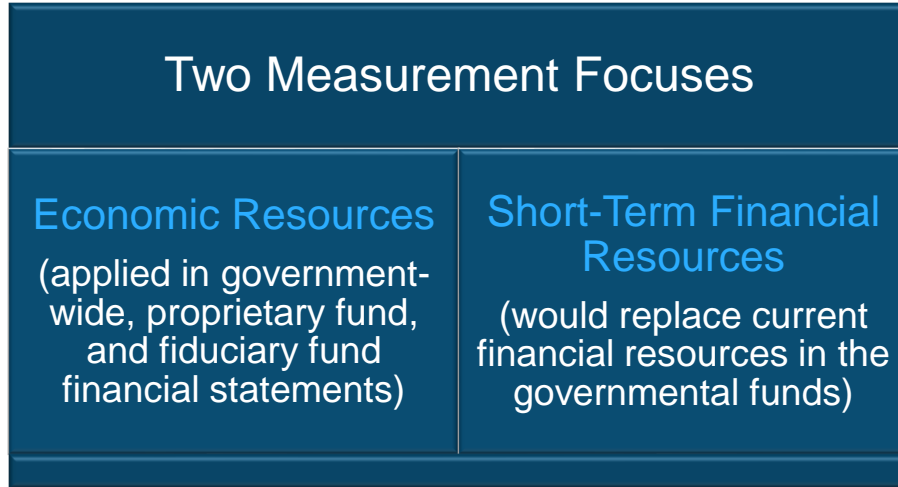 Two Measurement Focuses
Economic Resources
(applied in government-
wide, proprietary fund,
and fiduciary fund
financial statements)
Short-Term Financial
Resources
(would replace current
financial resources in the
governmental funds)